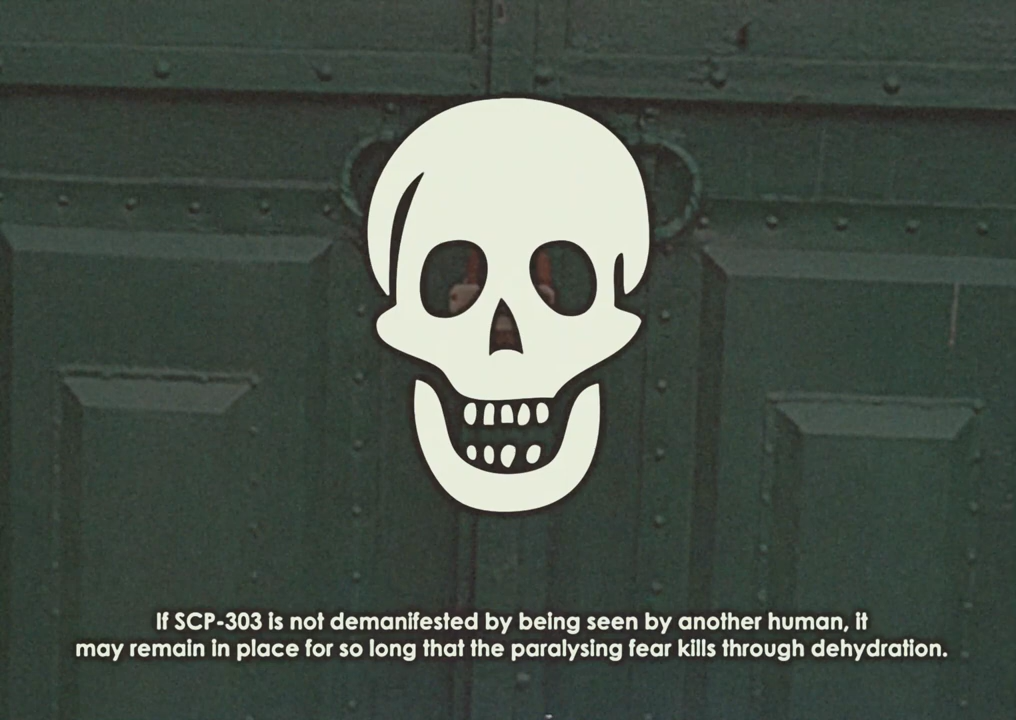 If SCP-303 is not demanifested by being seen by another human, it
may remain in place for so long that the paralysing fear kills through dehydration.